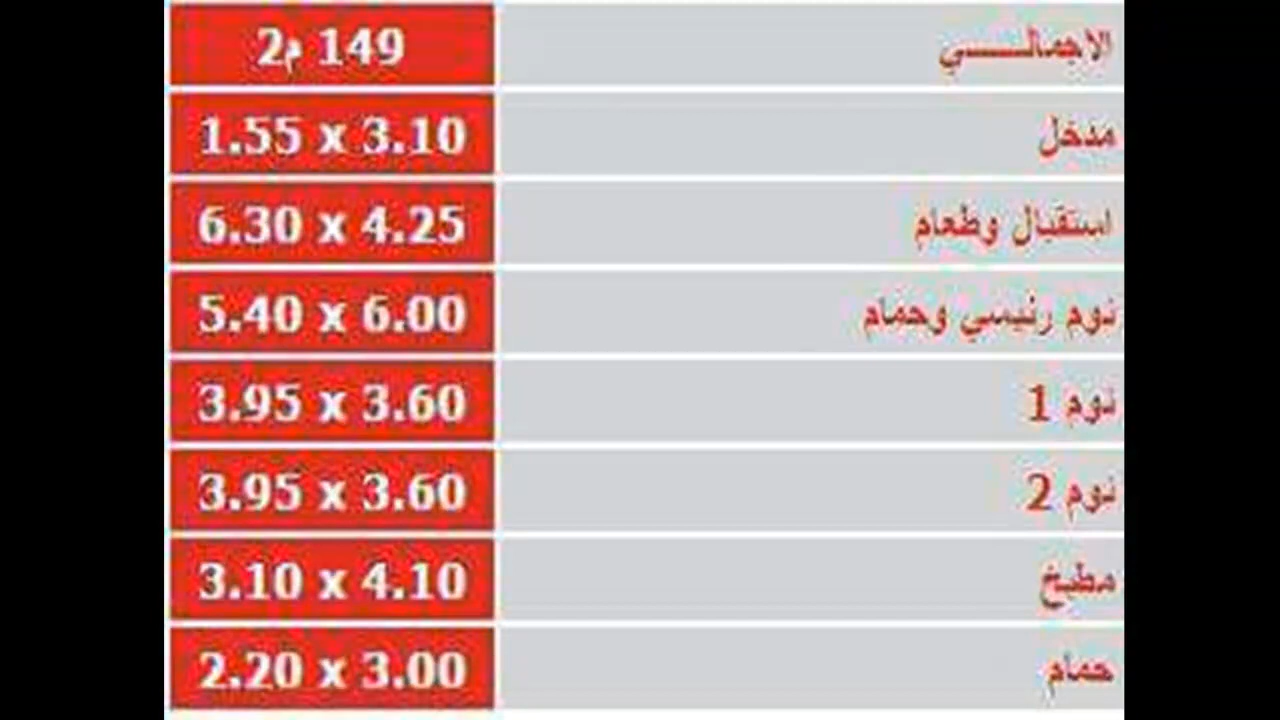 الاجمالـــــــي 149 م2
مدخل 1.55 x 3.10
استقبال وطعام 6.30 x 4.25
نوم رئيسي وحمام 5.40 x 6.00
نوم 1 3.95 x 3.60
نوم 2 3.95 x 3.60
مطبخ 3.10 x 4.10
حمام 2.20 x 3.00